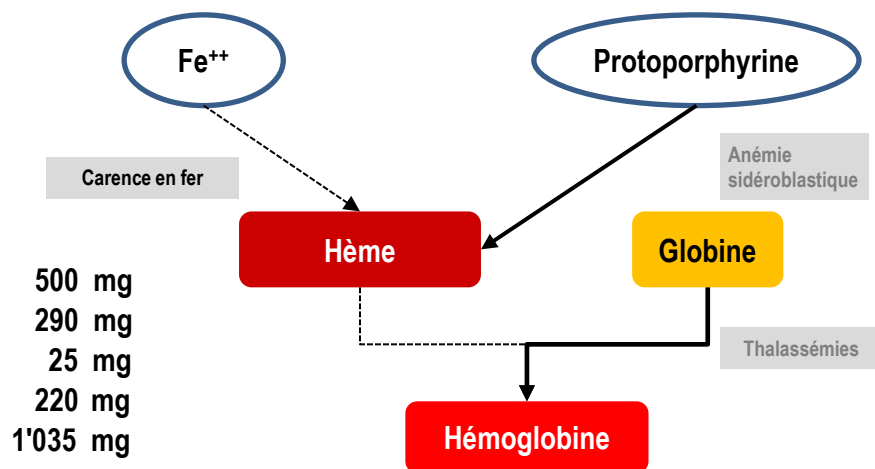 Fe++
Protoporphyrine
Carence en fer
Anémie
sidéroblastique
Hème
Globine
500 mg
290 mg
25 mg
220 mg
1'035 mg
Thalassémies
Hémoglobine